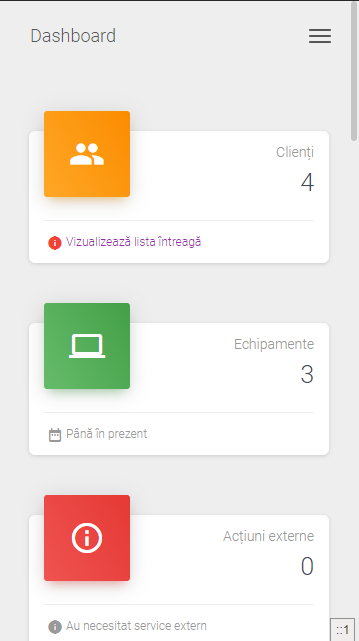 Dashboard
Clienți
4
Vizualizează lista întreagă
Echipamente
3
Până în prezent
Acțiuni externe
0
Au necesitat service extern
::1